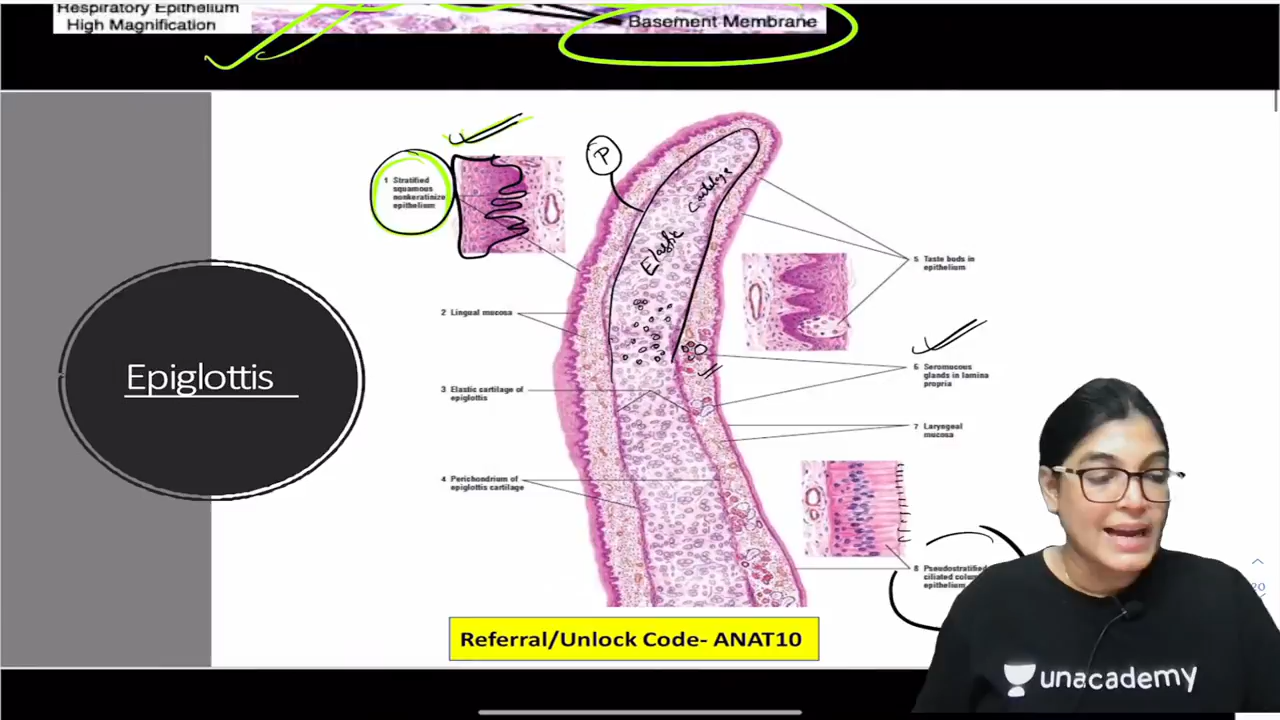 Respiratory Epithelium
High Magnification
Basement Membrane
1 Stratified
squamous
nonkeratinize
epithelium
P
Cartilage
Elastic
5 Taste buds in
epithelium
2 Lingual mucosa
Epiglottis
6 Seromucous
glands in lamina
propria
3 Elastic cartilage of
epiglottis
7 Laryngeal
mucosa
4 Perichondrium of
epiglottis cartilage
8 Pseudostratified
ciliated colum
epithelium
Referral/Unlock Code- ANAT10
unacademy